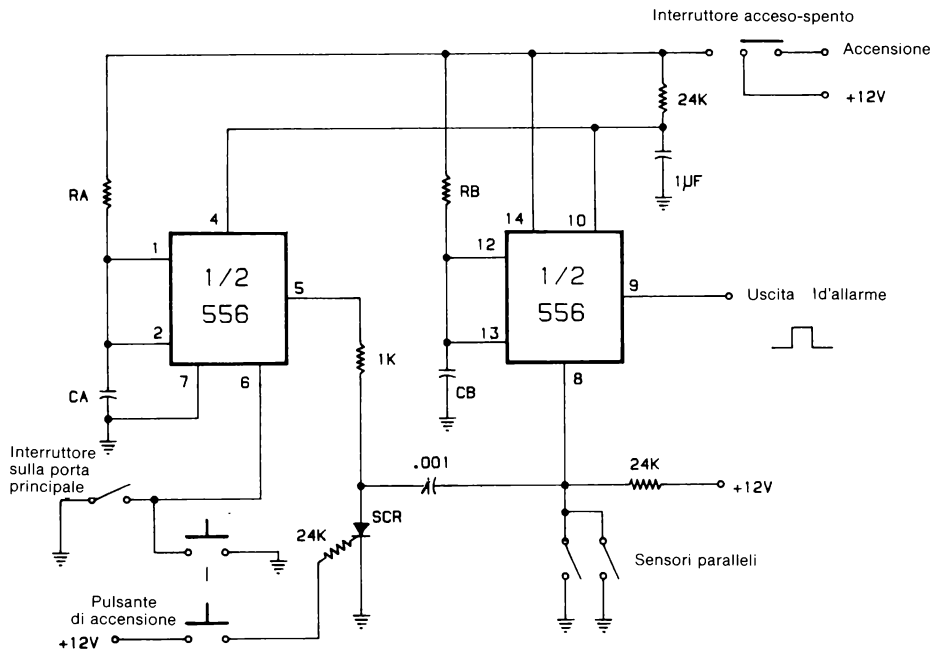 Interruttore acceso-spento
Accensione
+12V
24K
1µF
RA
4
1
1/2
556
5
2
7
6
CA
RB
14
10
12
1/2
556
9
13
8
CB
Uscita d'allarme
1K
Interruttore
sulla porta
principale
.001
24K
+12V
SCR
24K
Sensori paralleli
Pulsante
di accensione
+12V